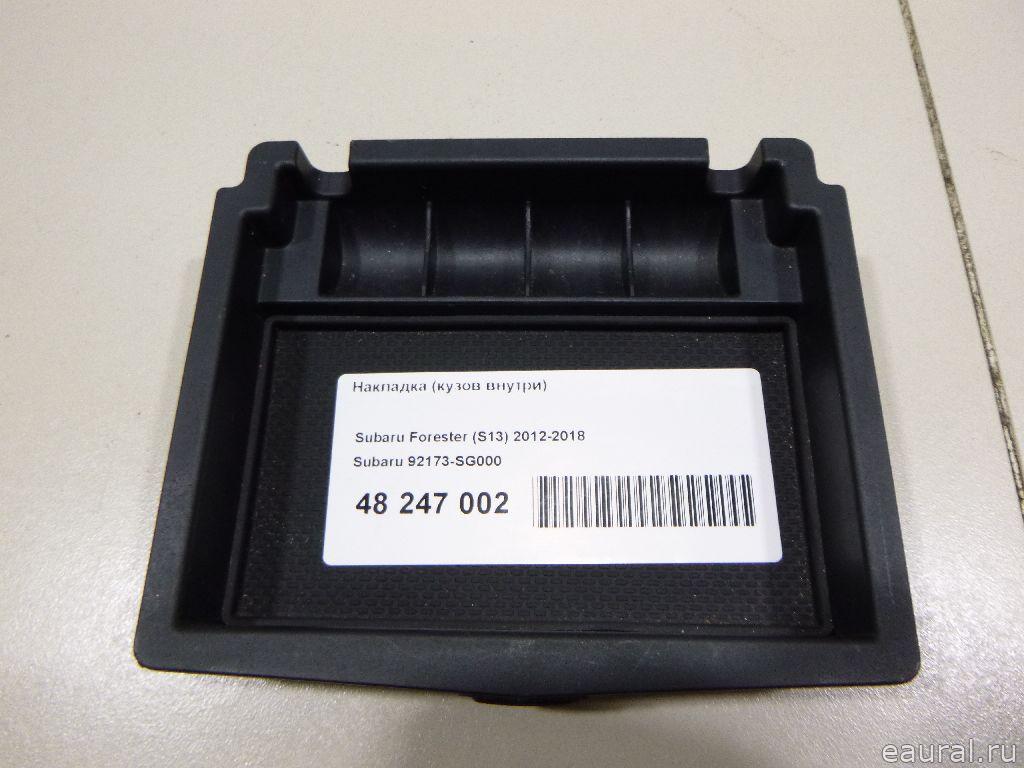 Накладка (кузов внутри)
Subaru Forester (S13) 2012-2018
Subaru 92173-SG000
48 247 002
eaural.ru